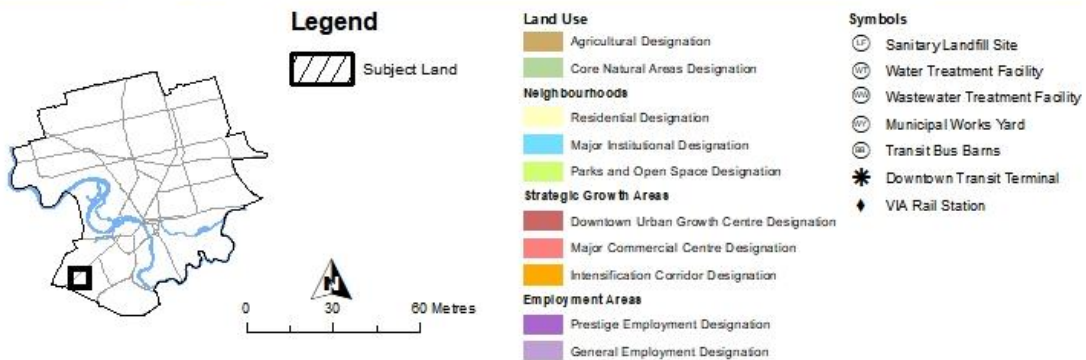 Legend
Subject Land
N
0 30 60 Metres
Land Use
Agricultural Designation
Core Natural Areas Designation
Neighbourhoods
Residential Designation
Major Institutional Designation
Parks and Open Space Designation
Strategic Growth Areas
Downtown Urban Growth Centre Designation
Major Commercial Centre Designation
Intensification Corridor Designation
Employment Areas
Prestige Employment Designation
General Employment Designation
Symbols
LF Sanitary Landfill Site
WT Water Treatment Facility
WW Wastewater Treatment Facility
WY Municipal Works Yard
BB Transit Bus Barns
Downtown Transit Terminal
VIA Rail Station